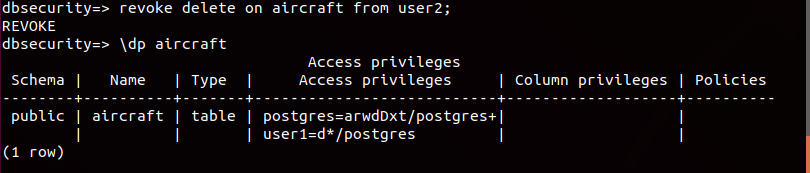 dbsecurity=> revoke delete on aircraft from user2;
REVOKE
dbsecurity=> \dp aircraft
                                Access privileges
 Schema |   Name   | Type  |     Access privileges     | Column privileges | Policies
--------+----------+-------+---------------------------+-------------------+----------
 public | aircraft | table | postgres=arwdDxt/postgres+|                   |
        |          |       | user1=d*/postgres         |                   |
(1 row)